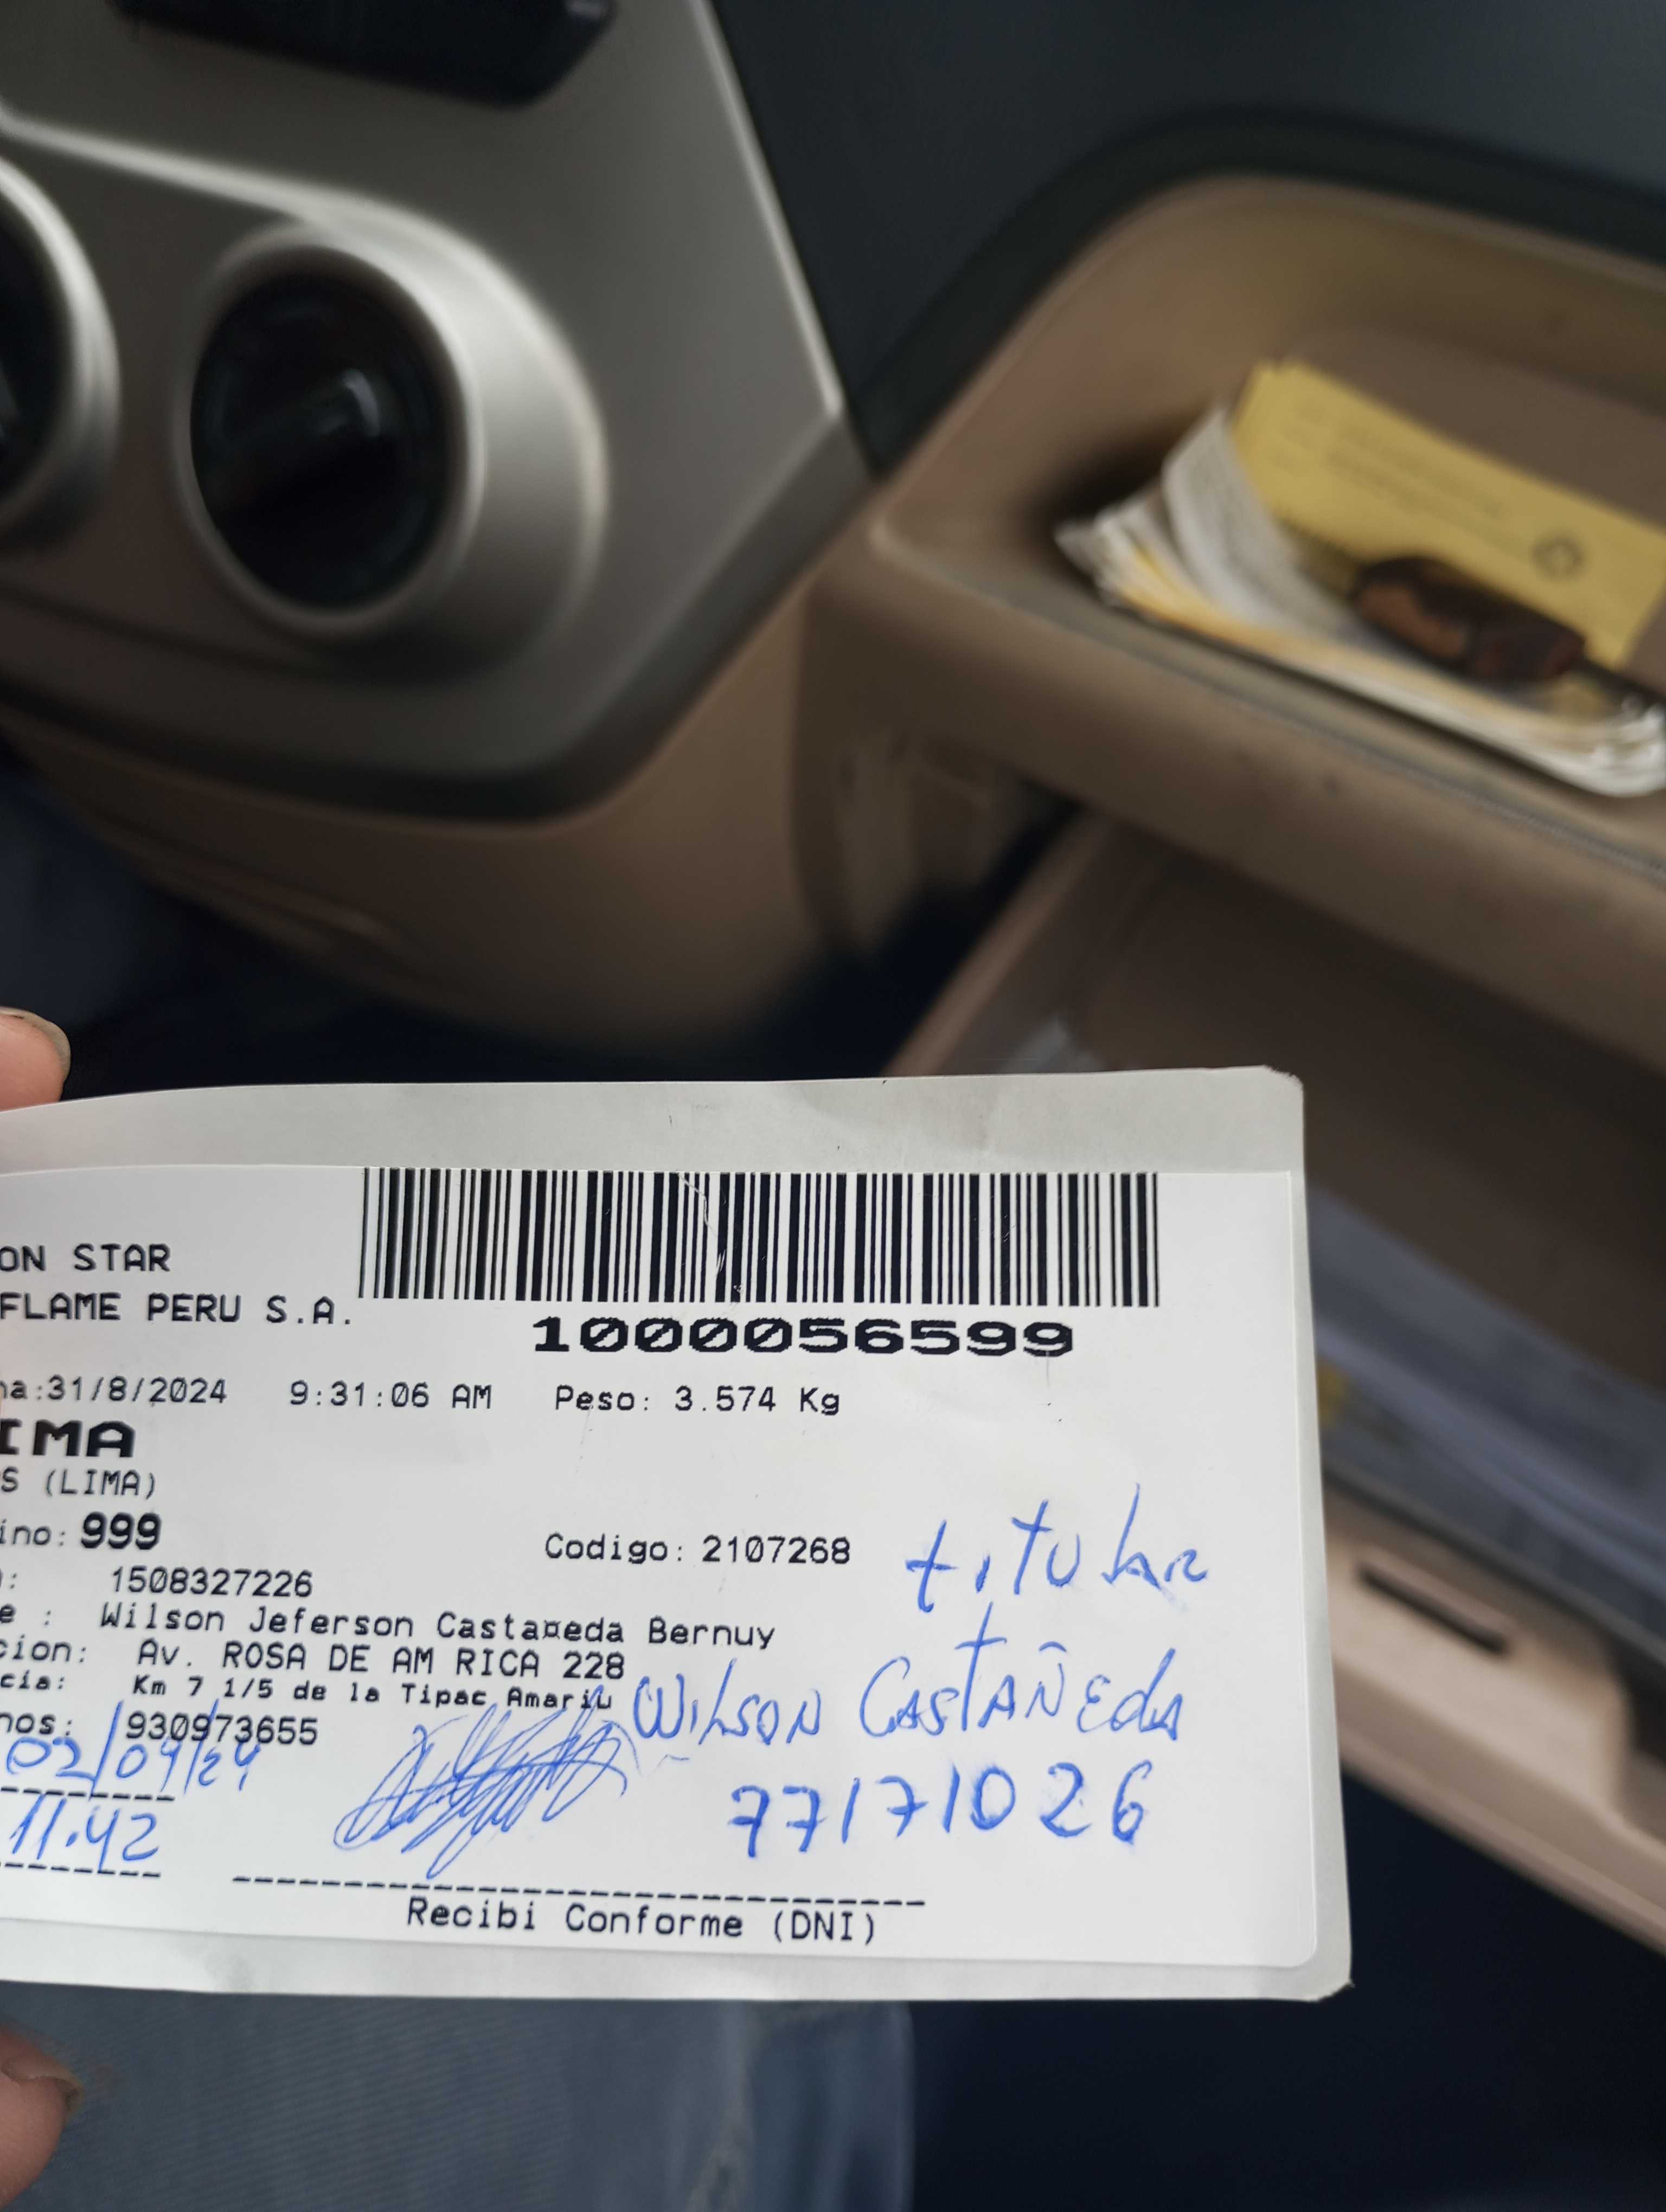 ON STAR
FLAME PERU S.A.
1000056599
a:31/8/2024 9:31:06 AM Peso: 3.574 Kg
IMA
S (LIMA)
ino: 999 Codigo: 2107268 titular
: 1508327226
e : Wilson Jeferson Casta¤eda Bernuy
cion: Av. ROSA DE AM RICA 228
cia: Km 7 1/5 de la Tipac Amariu Wilson Castañeda
nos: 930973655
02/09/24 77171026
11.42
Recibi Conforme (DNI)